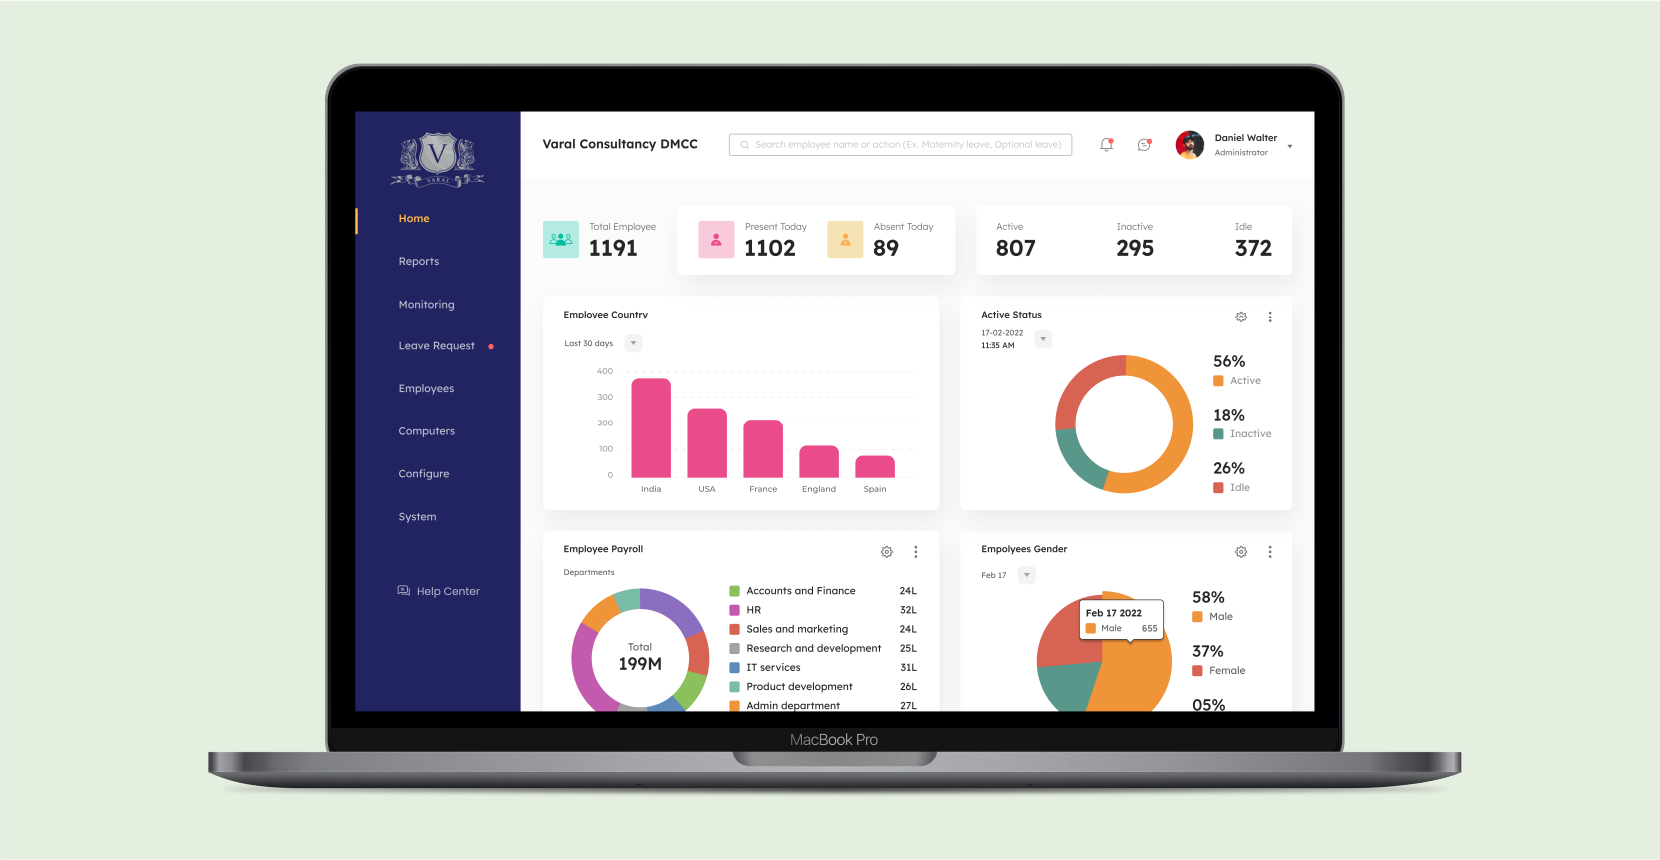 V
VARAL
Home
Reports
Monitoring
Leave Request
Employees
Computers
Configure
System
Help Center
Varal Consultancy DMCC
Search employee name or action (Ex. Maternity leave, Optional leave)
Daniel Walter
Administrator
Total Employee
1191
Present Today
1102
Absent Today
89
Active
807
Inactive
295
Idle
372
Employee Country
Last 30 days
400
300
200
100
0
India USA France England Spain
Active Status
17-02-2022
11:35 AM
56%
Active
18%
Inactive
26%
Idle
Employee Payroll
Departments
Total
199M
Accounts and Finance 24L
HR 32L
Sales and marketing 24L
Research and development 25L
IT services 31L
Product development 26L
Admin department 27L
Empolyees Gender
Feb 17
Feb 17 2022
Male 655
58%
Male
37%
Female
05%
MacBook Pro